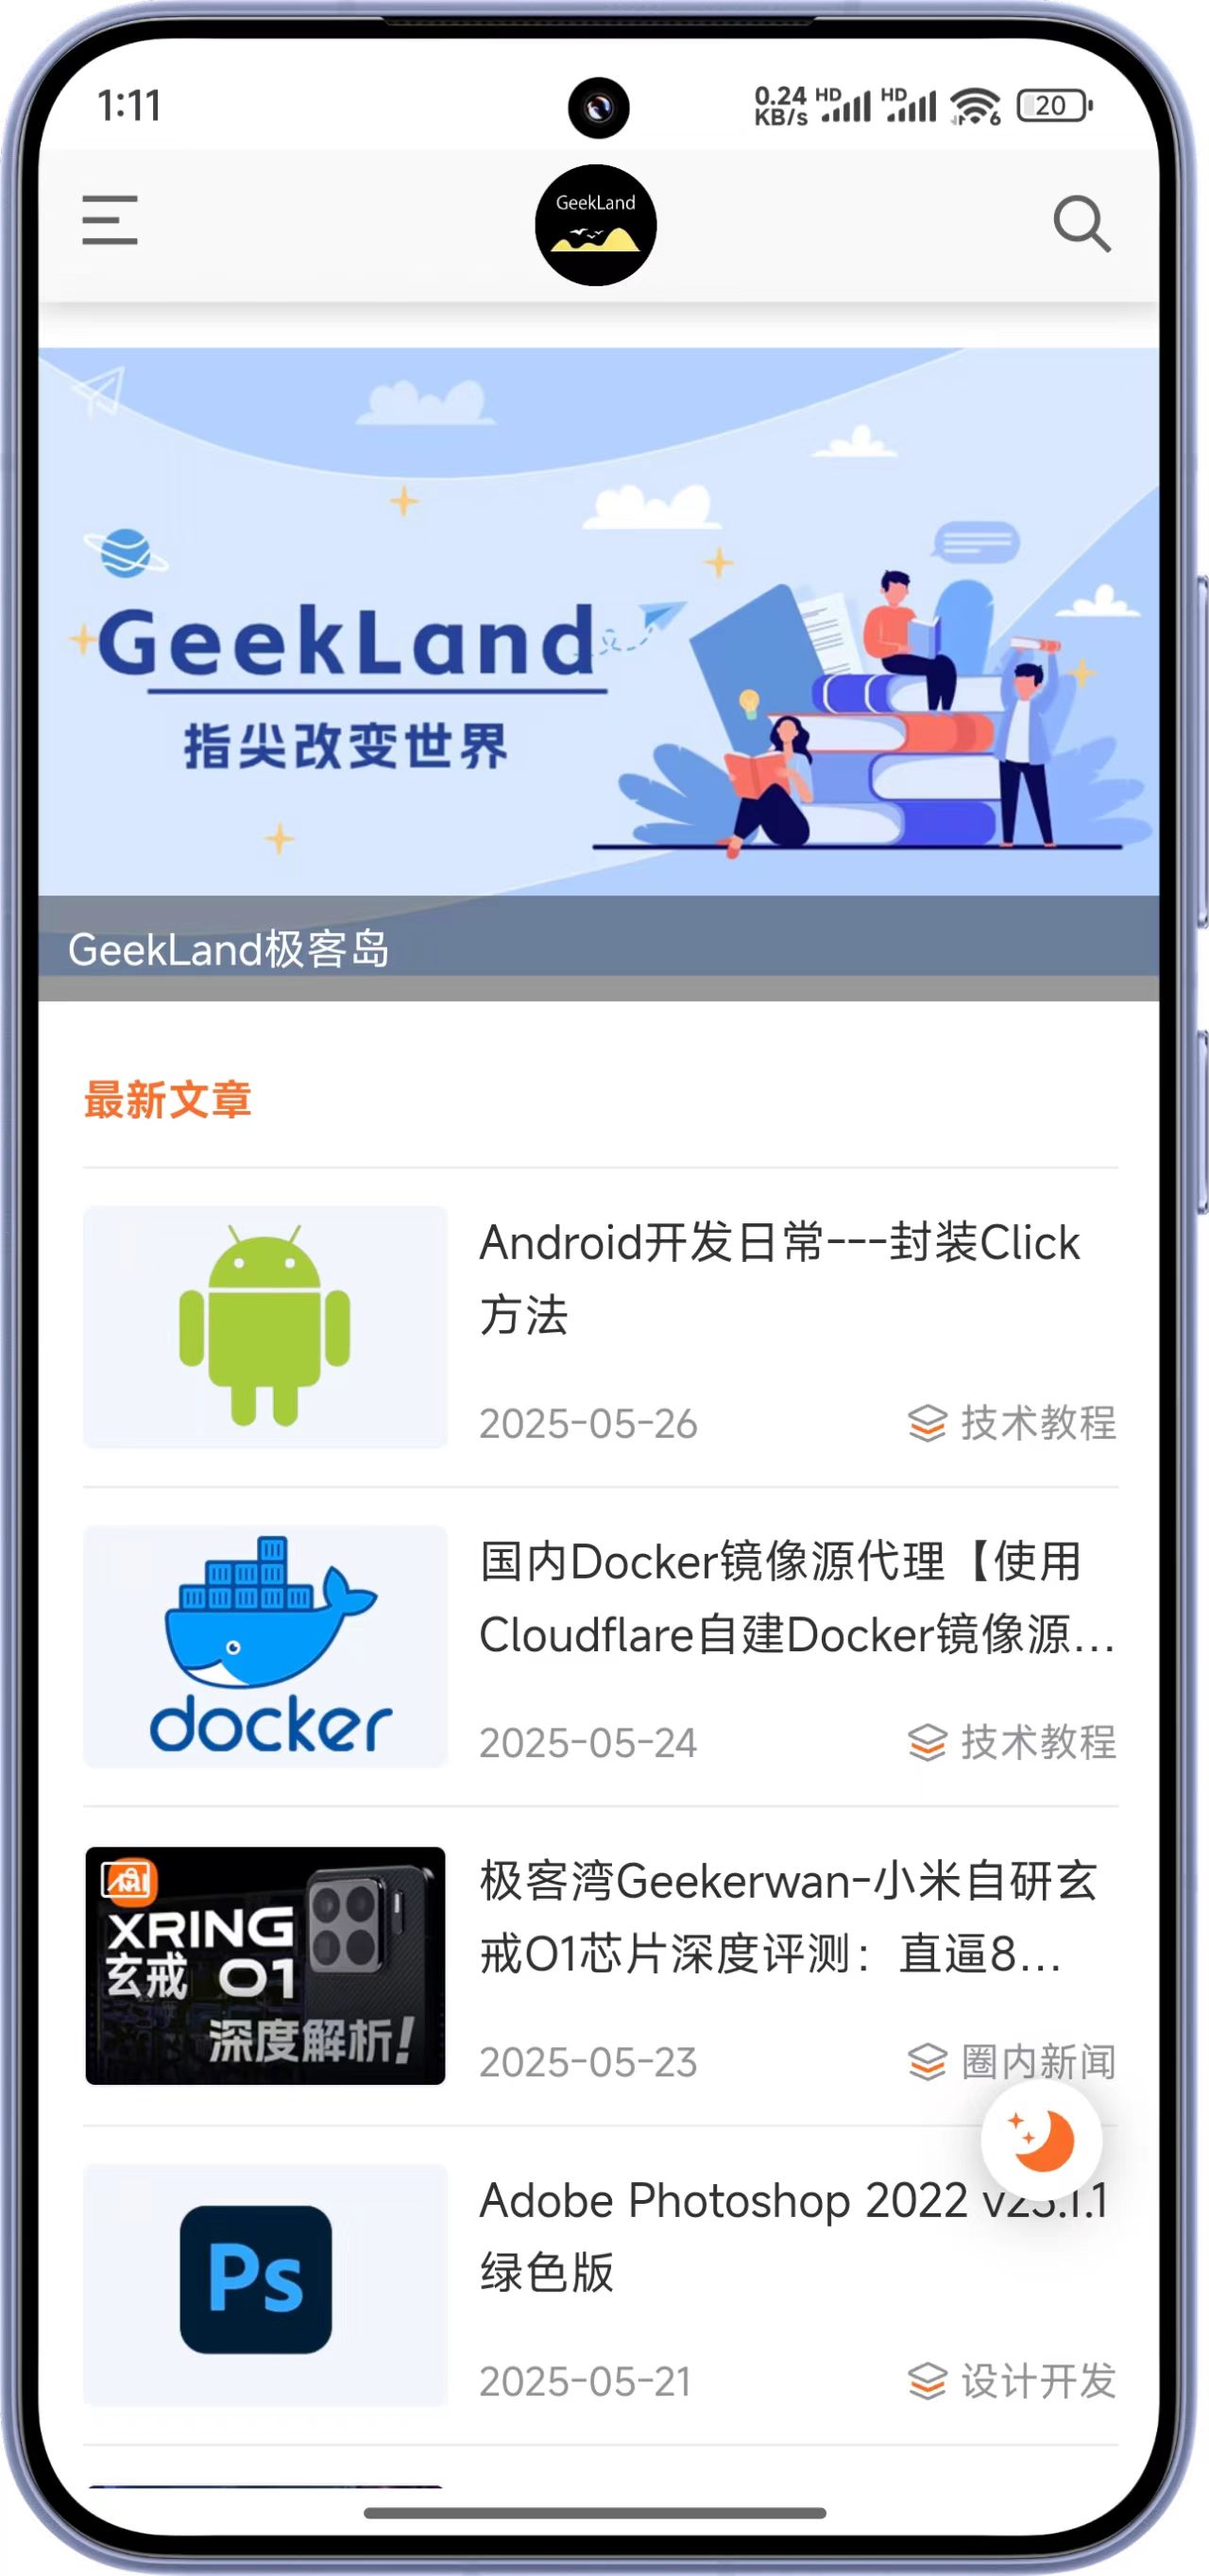 1:11
0.24
KB/s
HD
HD
6
20
GeekLand
GeekLand
指尖改变世界
GeekLand极客岛
最新文章
Android开发日常---封装Click
方法
2025-05-26
技术教程
docker
国内Docker镜像源代理【使用
Cloudflare自建Docker镜像源...
2025-05-24
技术教程
XRING
玄戒 O1
深度解析!
极客湾Geekerwan-小米自研玄
戒O1芯片深度评测：直逼8...
2025-05-23
圈内新闻
Ps
Adobe Photoshop 2022 v23.1.1
绿色版
2025-05-21
设计开发